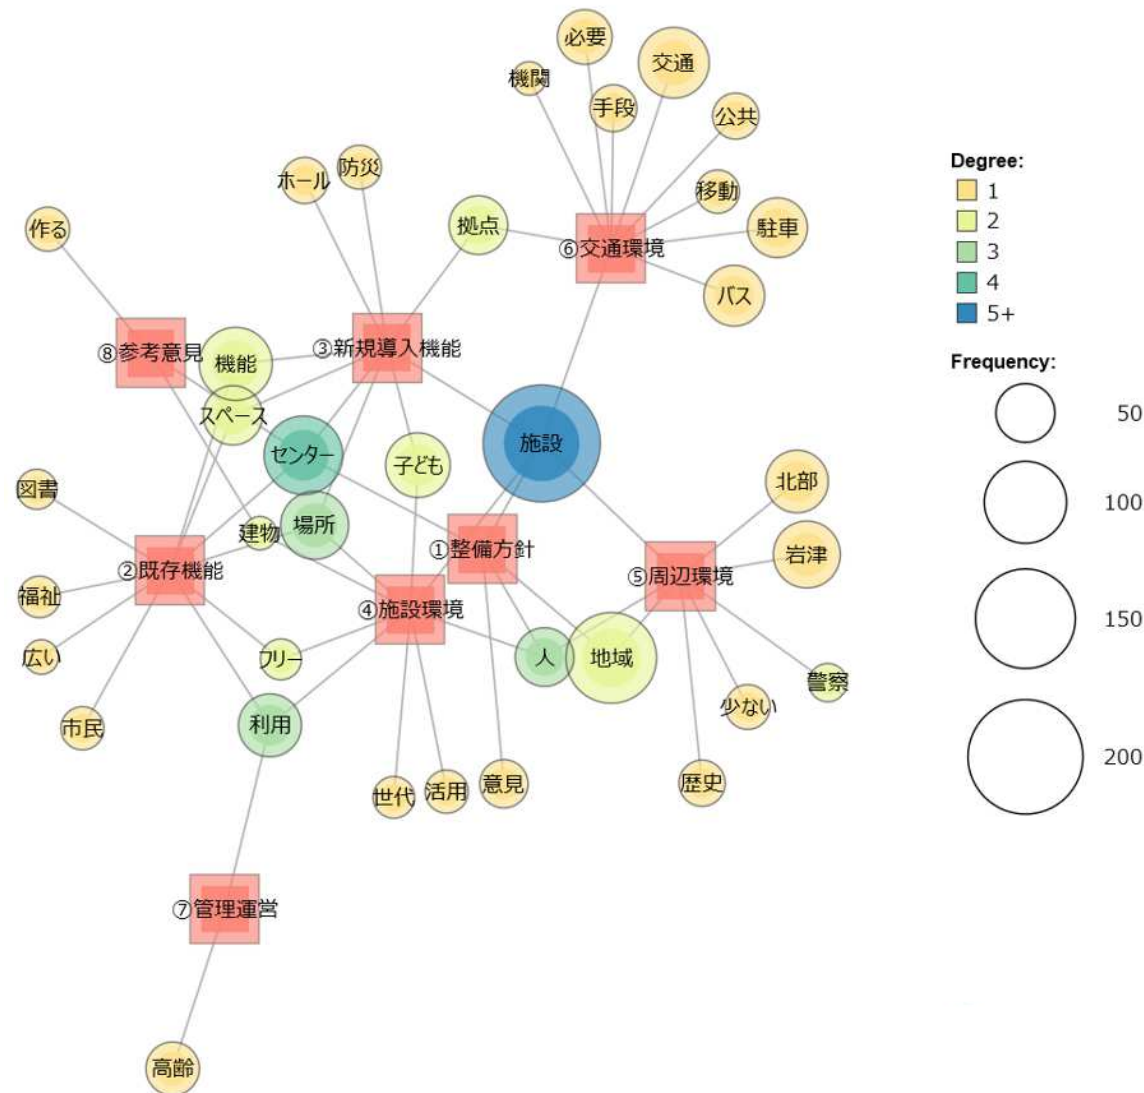 必要
交通
機関
手段
公共
防災
ホール
移動
拠点
作る
駐車
⑥交通環境
バス
③新規導入機能
⑧参考意見
機能
スペース
施設
センター
子ども
北部
図書
場所
建物
①整備方針
岩津
②既存機能
⑤周辺環境
福祉
④施設環境
広い
フリー
人
地域
警察
少ない
市民
利用
世代
活用
意見
歴史
⑦管理運営
高齢
Degree:
1
2
3
4
5+
Frequency:
50
100
150
200